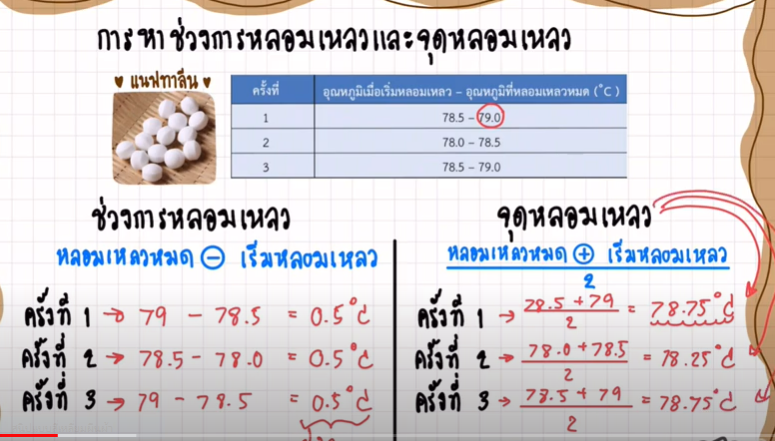 การหาช่วงการหลอมเหลวและจุดหลอมเหลว
แนฟทาลีน
ครั้งที่ อุณหภูมิเมื่อเริ่มหลอมเหลว – อุณหภูมิที่หลอมเหลวหมด (°C )
1 78.5 – 79.0
2 78.0 – 78.5
3 78.5 – 79.0
ช่วงการหลอมเหลว
หลอมเหลวหมด ⊖ เริ่มหลอมเหลว
ครั้งที่ 1 → 79 - 78.5 = 0.5°C
ครั้งที่ 2 → 78.5 - 78.0 = 0.5°C
ครั้งที่ 3 → 79 - 78.5 = 0.5°C
จุดหลอมเหลว
หลอมเหลวหมด ⊕ เริ่มหลอมเหลว
2
ครั้งที่ 1 → 78.5 + 79 = 78.75°C
2
ครั้งที่ 2 → 78.0 + 78.5 = 78.25°C
2
ครั้งที่ 3 → 78.5 + 79 = 78.75°C
2